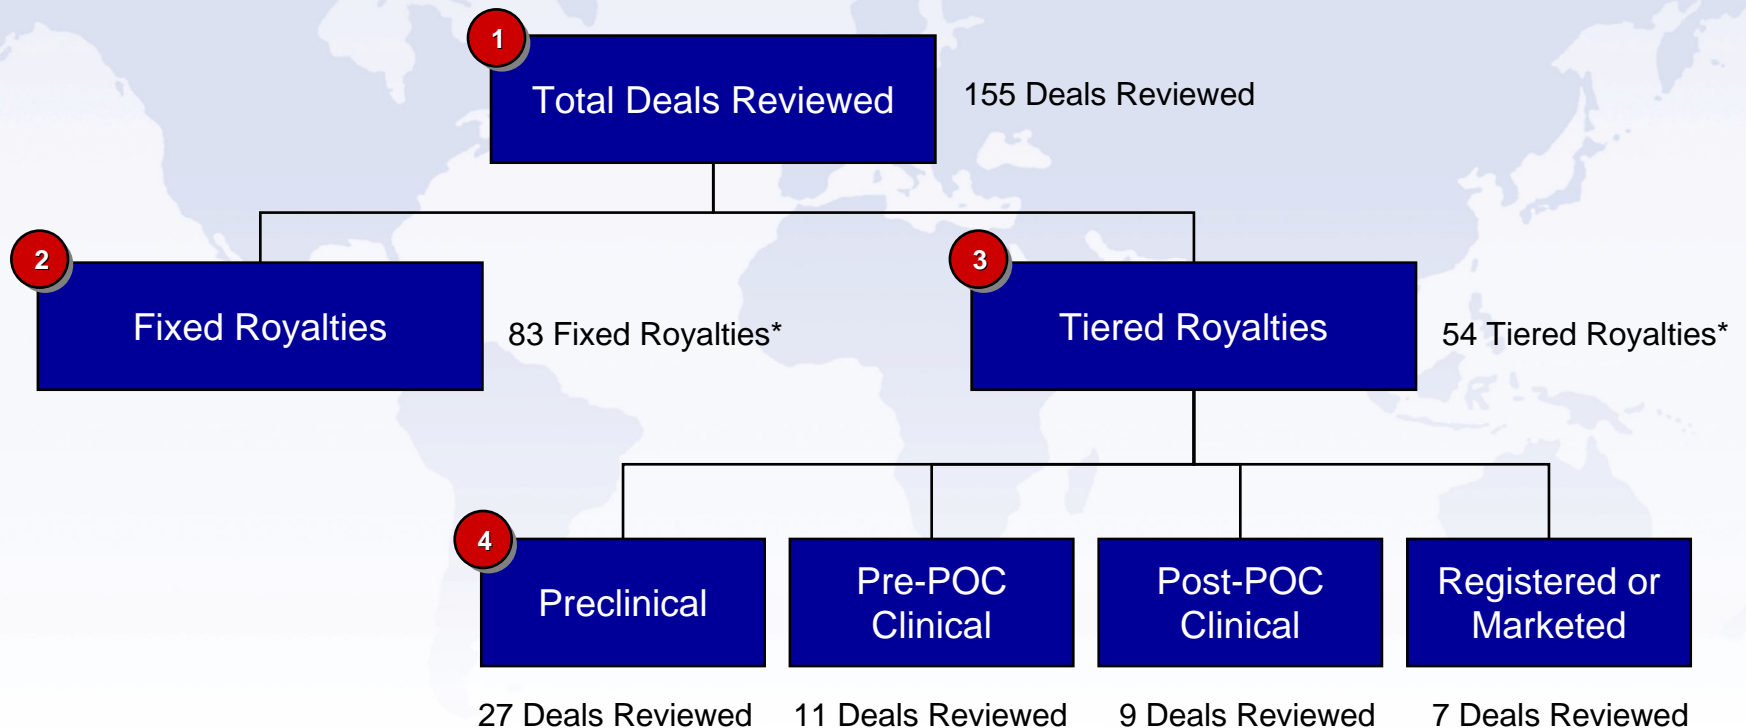 1
Total Deals Reviewed
155 Deals Reviewed
2
Fixed Royalties
83 Fixed Royalties*
3
Tiered Royalties
54 Tiered Royalties*
4
Preclinical
Pre-POC
Clinical
Post-POC
Clinical
Registered or
Marketed
27 Deals Reviewed
11 Deals Reviewed
9 Deals Reviewed
7 Deals Reviewed